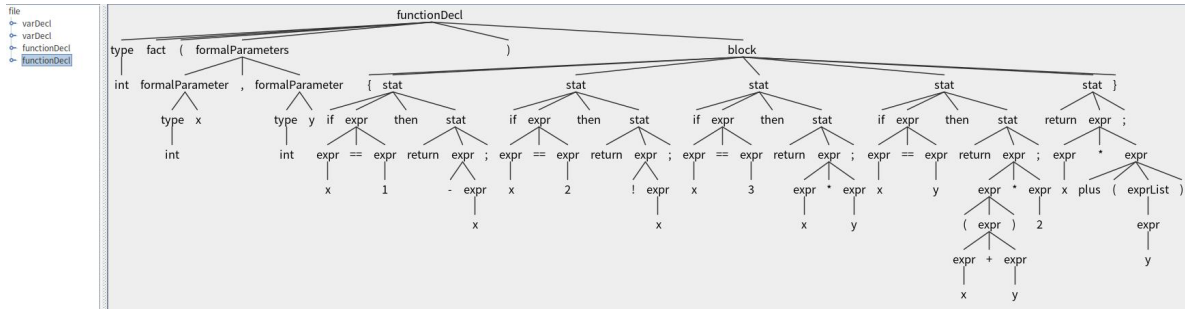 file
varDecl
varDecl
functionDecl
functionDecl
functionDecl
type fact ( formalParameters ) block
int formalParameter , formalParameter { stat stat stat stat stat }
type x type y if expr then stat if expr then stat if expr then stat if expr then stat return expr ;
int int expr == expr return expr ; expr == expr return expr ; expr == expr return expr ; expr == expr return expr ; expr * expr
x 1 - expr x 2 ! expr x 3 expr * expr x y expr * expr x plus ( exprList )
x x x y ( expr ) 2 expr
expr + expr y
x y